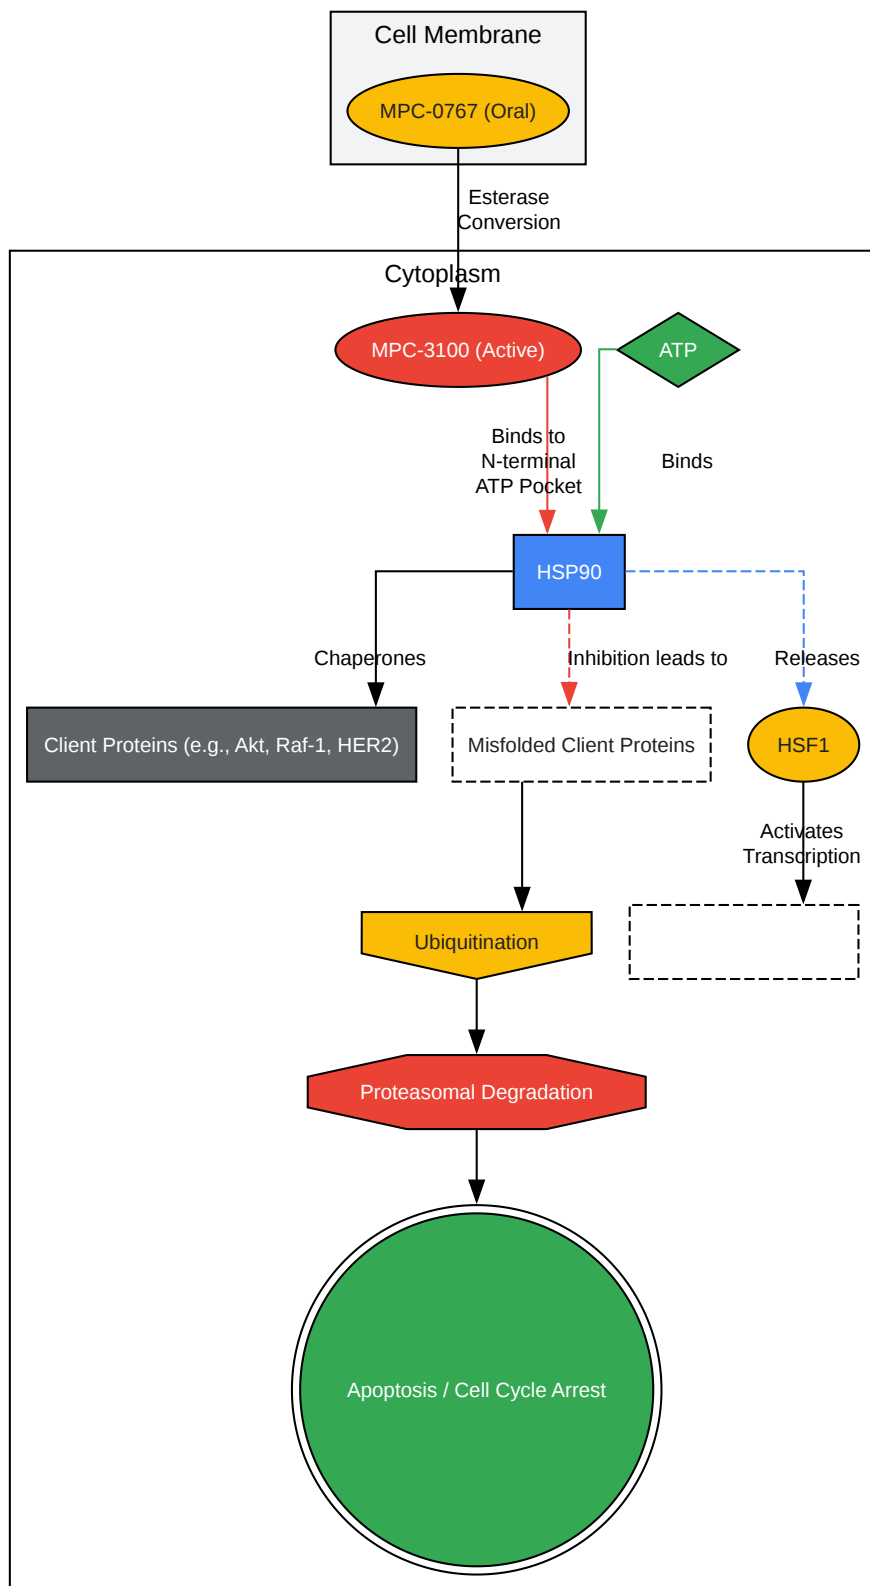 Cell Membrane
MPC-0767 (Oral)
Esterase
Conversion
Cytoplasm
MPC-3100 (Active)
ATP
Binds to
N-terminal
ATP Pocket
Binds
HSP90
Chaperones
Inhibition leads to
Releases
Client Proteins (e.g., Akt, Raf-1, HER2)
Misfolded Client Proteins
HSF1
Activates
Transcription
Ubiquitination
Proteasomal Degradation
Apoptosis / Cell Cycle Arrest